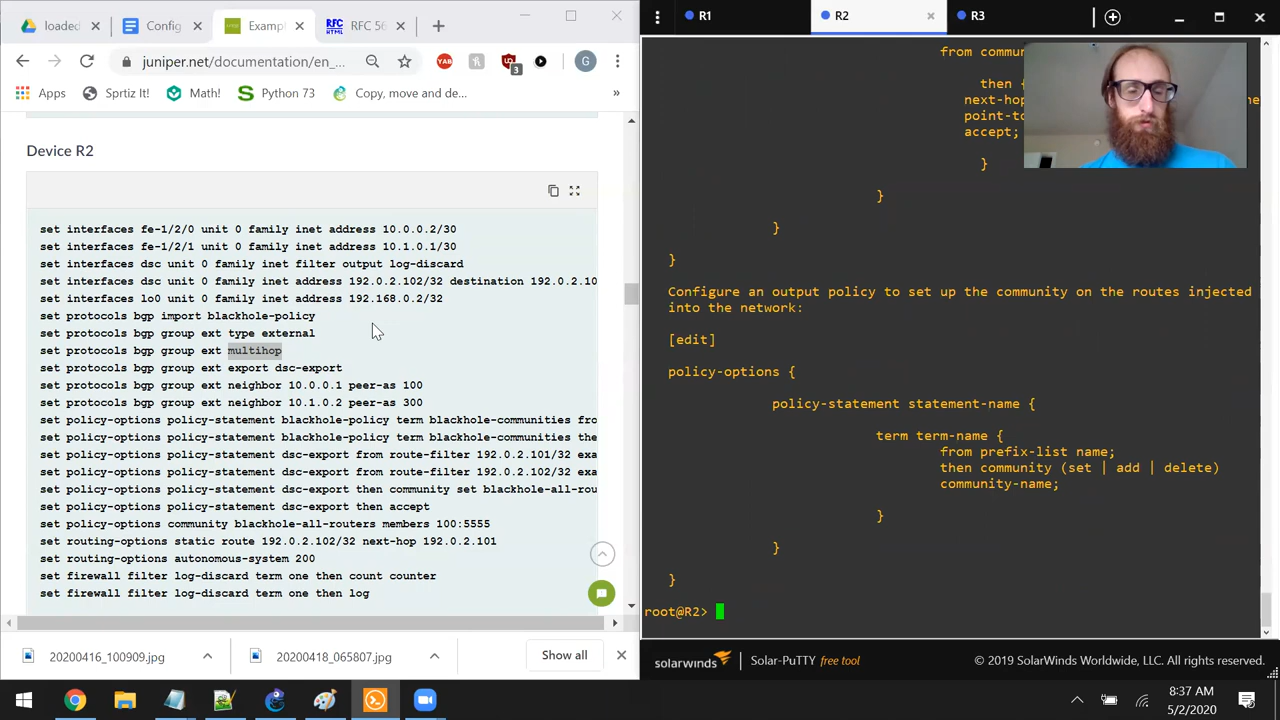 loaded
Config
Exampl
RFC
HTML
RFC 56
juniper.net/documentation/en_...
YAB
3
G
Apps
Sprtiz It!
Math!
Python 73
Copy, move and de...
»
Device R2
set interfaces fe-1/2/0 unit 0 family inet address 10.0.0.2/30
set interfaces fe-1/2/1 unit 0 family inet address 10.1.0.1/30
set interfaces dsc unit 0 family inet filter output log-discard
set interfaces dsc unit 0 family inet address 192.0.2.102/32 destination 192.0.2.10
set interfaces lo0 unit 0 family inet address 192.168.0.2/32
set protocols bgp import blackhole-policy
set protocols bgp group ext type external
set protocols bgp group ext multihop
set protocols bgp group ext export dsc-export
set protocols bgp group ext neighbor 10.0.0.1 peer-as 100
set protocols bgp group ext neighbor 10.1.0.2 peer-as 300
set policy-options policy-statement blackhole-policy term blackhole-communities fro
set policy-options policy-statement blackhole-policy term blackhole-communities the
set policy-options policy-statement dsc-export from route-filter 192.0.2.101/32 exa
set policy-options policy-statement dsc-export from route-filter 192.0.2.102/32 exa
set policy-options policy-statement dsc-export then community set blackhole-all-rou
set policy-options policy-statement dsc-export then accept
set policy-options community blackhole-all-routers members 100:5555
set routing-options static route 192.0.2.102/32 next-hop 192.0.2.101
set routing-options autonomous-system 200
set firewall filter log-discard term one then count counter
set firewall filter log-discard term one then log
20200416_100909.jpg
20200418_065807.jpg
Show all
R1
R2
R3
from commu
then {
next-hop
point-to
accept;
}
}
}
}
Configure an output policy to set up the community on the routes injected
into the network:
[edit]
policy-options {
policy-statement statement-name {
term term-name {
from prefix-list name;
then community (set | add | delete)
community-name;
}
}
}
root@R2>
solarwinds
Solar-PuTTY free tool
© 2019 SolarWinds Worldwide, LLC. All rights reserved.
8:37 AM
5/2/2020